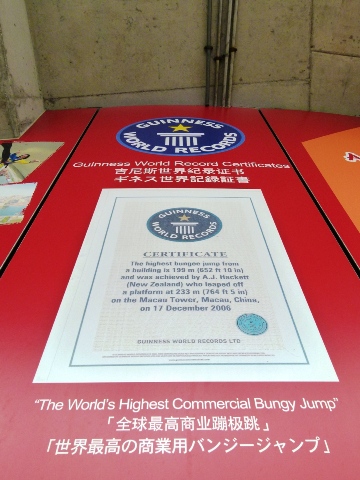 GUINNESS
WORLD RECORDS
Guinness World Record Certificates
吉尼斯世界纪录证书
ギネス世界記録証書
GUINNESS
WORLD RECORDS
CERTIFICATE
The highest bungee jump from
a building is 199 m (652 ft 10 in)
and was achieved by A.J. Hackett
(New Zealand) who leaped off
a platform at 233 m (764 ft 5 in)
on the Macau Tower, Macau, China,
on 17 December 2006
GUINNESS WORLD RECORDS LTD
“The World's Highest Commercial Bungy Jump”
「全球最高商业蹦极跳」
「世界最高の商業用バンジージャンプ」